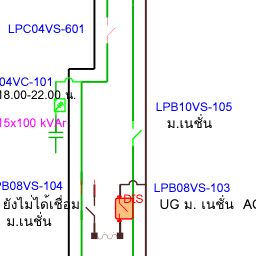 LPC04VS-601
04VC-101
18.00-22.00 น.
15x100 kVAr
LPB10VS-105
ม.เนชั่น
PB08VS-104
ยังไม่ได้เชื่อม
ม.เนชั่น
LPB08VS-103
D/S
UG ม. เนชั่น AC